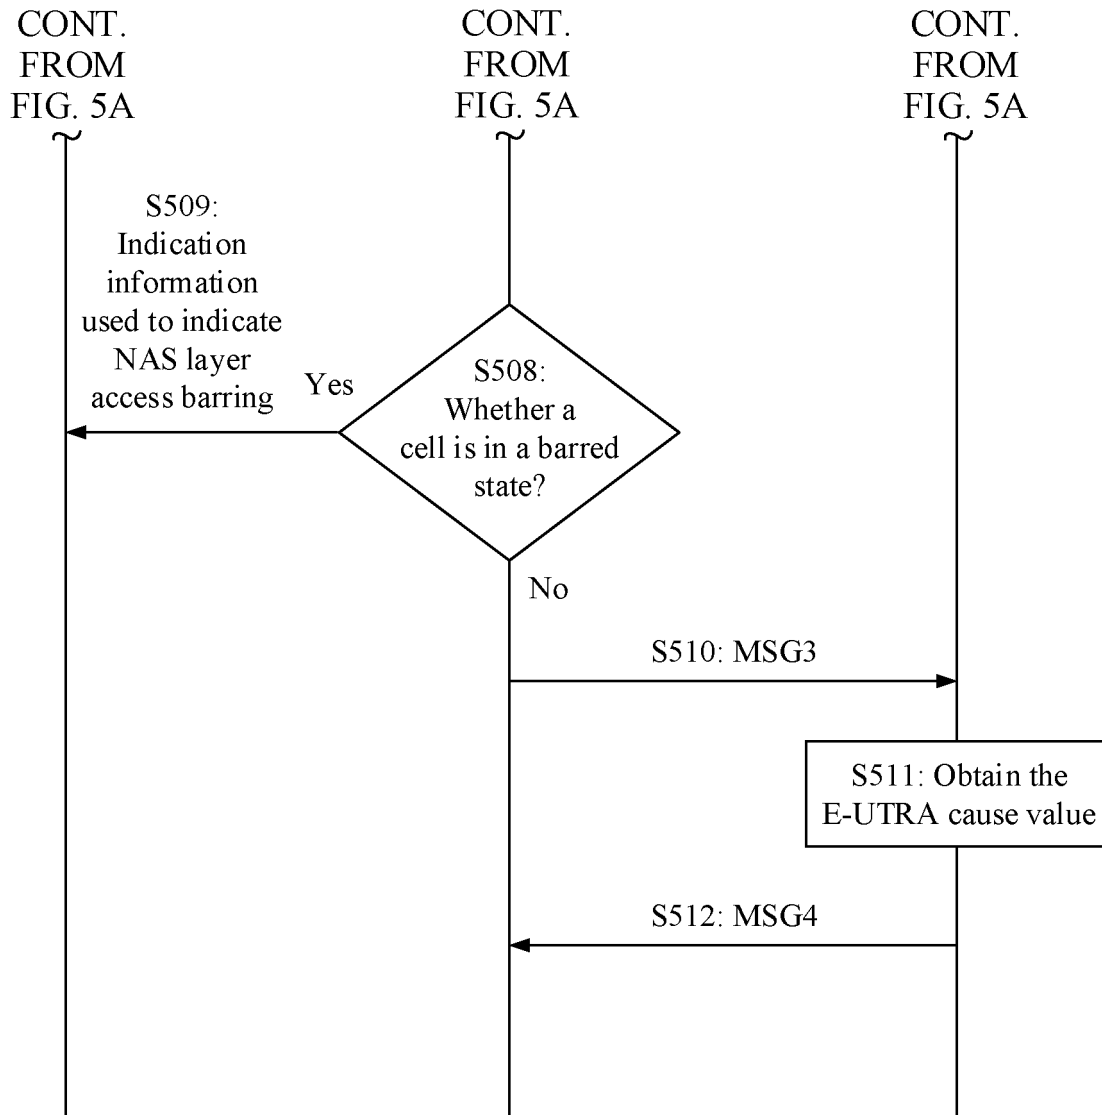 CONT.
FROM
FIG. 5A
CONT.
FROM
FIG. 5A
CONT.
FROM
FIG. 5A
S509:
Indication
information
used to indicate
NAS layer
access barring
Yes
S508:
Whether a
cell is in a barred
state?
No
S510: MSG3
S511: Obtain the
E-UTRA cause value
S512: MSG4